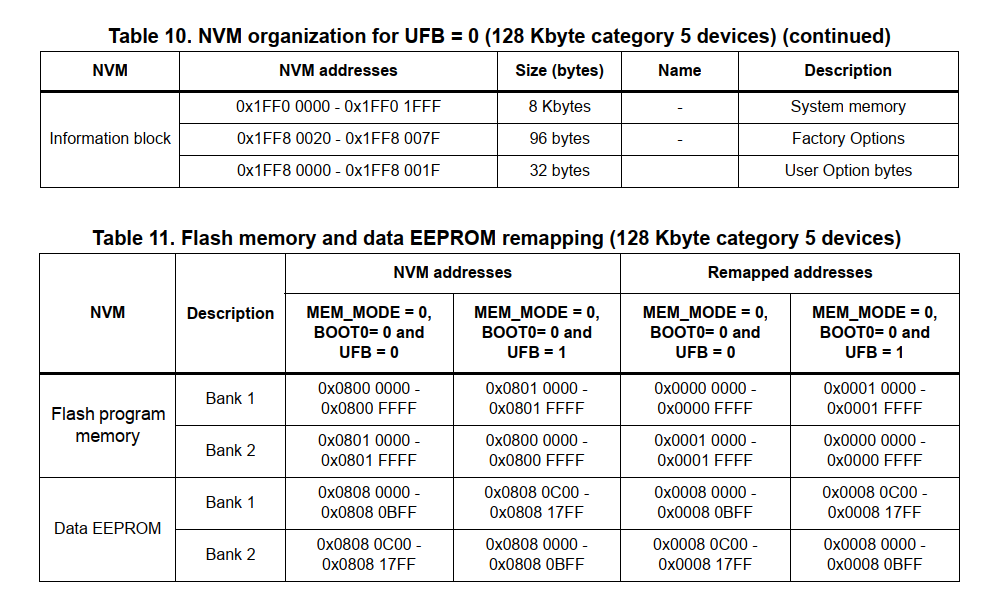 Table 10. NVM organization for UFB = 0 (128 Kbyte category 5 devices) (continued)
NVM NVM addresses Size (bytes) Name Description
Information block
0x1FF0 0000 - 0x1FF0 1FFF 8 Kbytes - System memory
0x1FF8 0020 - 0x1FF8 007F 96 bytes - Factory Options
0x1FF8 0000 - 0x1FF8 001F 32 bytes User Option bytes
Table 11. Flash memory and data EEPROM remapping (128 Kbyte category 5 devices)
NVM Description NVM addresses Remapped addresses
MEM_MODE = 0, MEM_MODE = 0, MEM_MODE = 0, MEM_MODE = 0,
BOOT0= 0 and BOOT0= 0 and BOOT0= 0 and BOOT0= 0 and
UFB = 0 UFB = 1 UFB = 0 UFB = 1
Flash program
memory
Bank 1
0x0800 0000 - 0x0801 0000 - 0x0000 0000 - 0x0001 0000 -
0x0800 FFFF 0x0801 FFFF 0x0000 FFFF 0x0001 FFFF
Bank 2
0x0801 0000 - 0x0800 0000 - 0x0001 0000 - 0x0000 0000 -
0x0801 FFFF 0x0800 FFFF 0x0001 FFFF 0x0000 FFFF
Data EEPROM
Bank 1
0x0808 0000 - 0x0808 0C00 - 0x0008 0000 - 0x0008 0C00 -
0x0808 0BFF 0x0808 17FF 0x0008 0BFF 0x0008 17FF
Bank 2
0x0808 0C00 - 0x0808 0000 - 0x0008 0C00 - 0x0008 0000 -
0x0808 17FF 0x0808 0BFF 0x0008 17FF 0x0008 0BFF